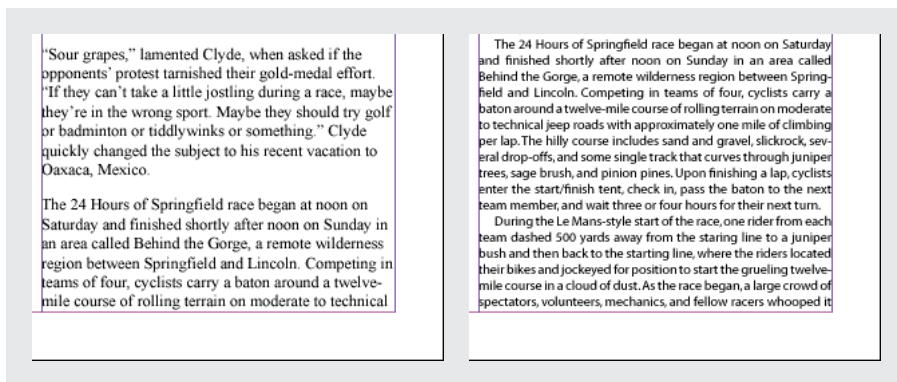 “Sour grapes,” lamented Clyde, when asked if the
opponents’ protest tarnished their gold-medal effort.
“If they can’t take a little jostling during a race, maybe
they’re in the wrong sport. Maybe they should try golf
or badminton or tiddlywinks or something.” Clyde
quickly changed the subject to his recent vacation to
Oaxaca, Mexico.
The 24 Hours of Springfield race began at noon on
Saturday and finished shortly after noon on Sunday in
an area called Behind the Gorge, a remote wilderness
region between Springfield and Lincoln. Competing in
teams of four, cyclists carry a baton around a twelve-
mile course of rolling terrain on moderate to technical
The 24 Hours of Springfield race began at noon on Saturday
and finished shortly after noon on Sunday in an area called
Behind the Gorge, a remote wilderness region between Spring-
field and Lincoln. Competing in teams of four, cyclists carry a
baton around a twelve-mile course of rolling terrain on moderate
to technical jeep roads with approximately one mile of climbing
per lap. The hilly course includes sand and gravel, slickrock, sev-
eral drop-offs, and some single track that curves through juniper
trees, sage brush, and pinion pines. Upon finishing a lap, cyclists
enter the start/finish tent, check in, pass the baton to the next
team member, and wait three or four hours for their next turn.
During the Le Mans-style start of the race, one rider from each
team dashed 500 yards away from the staring line to a juniper
bush and then back to the starting line, where the riders located
their bikes and jockeyed for position to start the grueling twelve-
mile course in a cloud of dust. As the race began, a large crowd of
spectators, volunteers, mechanics, and fellow racers whooped it